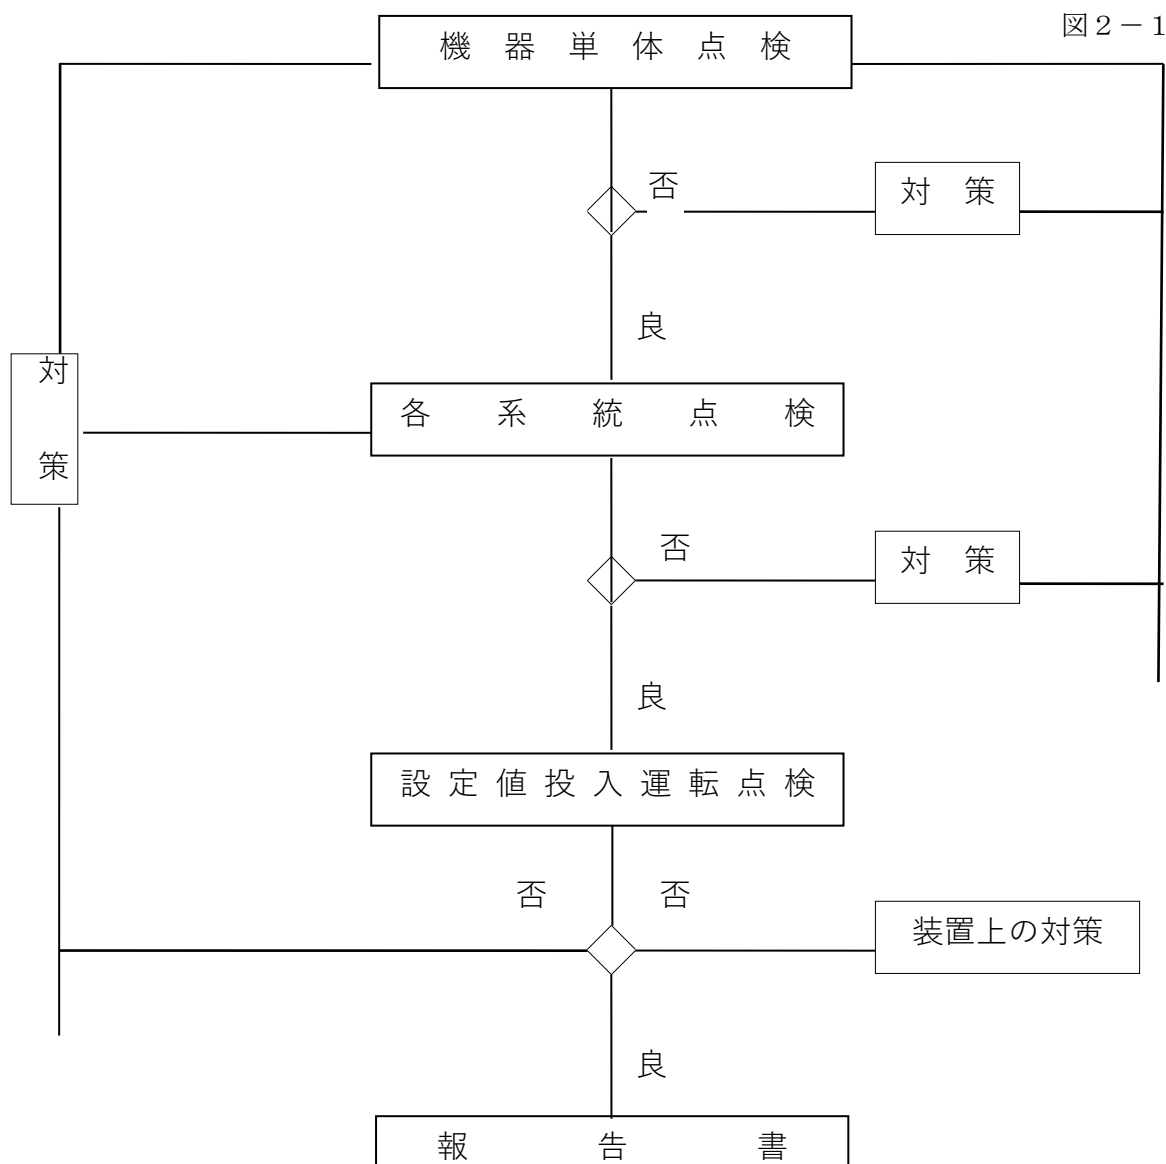 図2-1
機器単体点検
否
対策
良
対
策
各系統点検
否
対策
良
設定値投入運転点検
否
否
装置上の対策
良
報告書